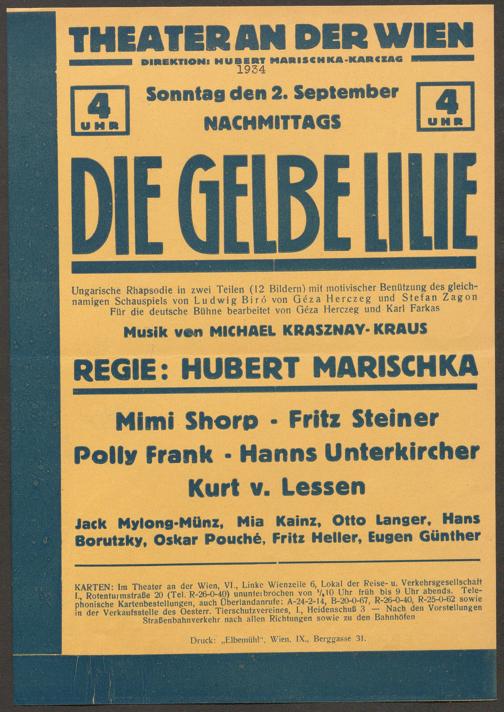 THEATER AN DER WIEN
DIREKTION: HUBERT MARISCHKA-KARCZAG
1934
4 UHR
Sonntag den 2. September
NACHMITTAGS
4 UHR
DIE GELBE LILIE
Ungarische Rhapsodie in zwei Teilen (12 Bildern) mit motivischer Benützung des gleich-
namigen Schauspiels von Ludwig Biró von Géza Herczeg und Stefan Zagon
Für die deutsche Bühne bearbeitet von Géza Herczeg und Karl Farkas
Musik von MICHAEL KRASZNAY-KRAUS
REGIE: HUBERT MARISCHKA
Mimi Shorp - Fritz Steiner
Polly Frank - Hanns Unterkircher
Kurt v. Lessen
Jack Mylong-Münz, Mia Kainz, Otto Langer, Hans
Borutzky, Oskar Pouché, Fritz Heller, Eugen Günther
KARTEN: Im Theater an der Wien, VI., Linke Wienzeile 6, Lokal der Reise- u. Verkehrsgesellschaft
I., Rotenturmstraße 20 (Tel. R-26-0-40) ununterbrochen von 1/210 Uhr früh bis 9 Uhr abends. Tele-
phonische Kartenbestellungen, auch Überlandanrufe: A-24-2-14, B-20-0-67, R-26-0-40, R-25-0-62 sowie
in der Verkaufsstelle des Oesterr. Tierschutzvereines, I., Heidenschuß 3 — Nach den Vorstellungen
Straßenbahnverkehr nach allen Richtungen sowie zu den Bahnhöfen
Druck: „Elbemühl", Wien, IX., Berggasse 31.